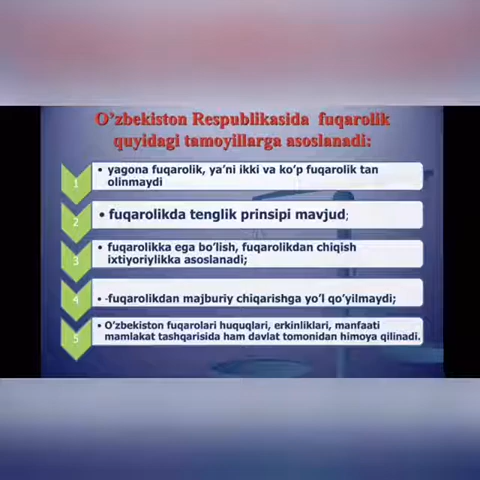 O'zbekiston Respublikasida fuqarolik
quyidagi tamoyillarga asoslanadi:
1
• yagona fuqarolik, ya'ni ikki va ko'p fuqarolik tan
olinmaydi
2
• fuqarolikda tenglik prinsipi mavjud;
3
• fuqarolikka ega bo'lish, fuqarolikdan chiqish
ixtiyoriylikka asoslanadi;
4
• -fuqarolikdan majburiy chiqarishga yo'l qo'yilmaydi;
5
• O'zbekiston fuqarolari huquqlari, erkinliklari, manfaati
mamlakat tashqarisida ham davlat tomonidan himoya qilinadi.